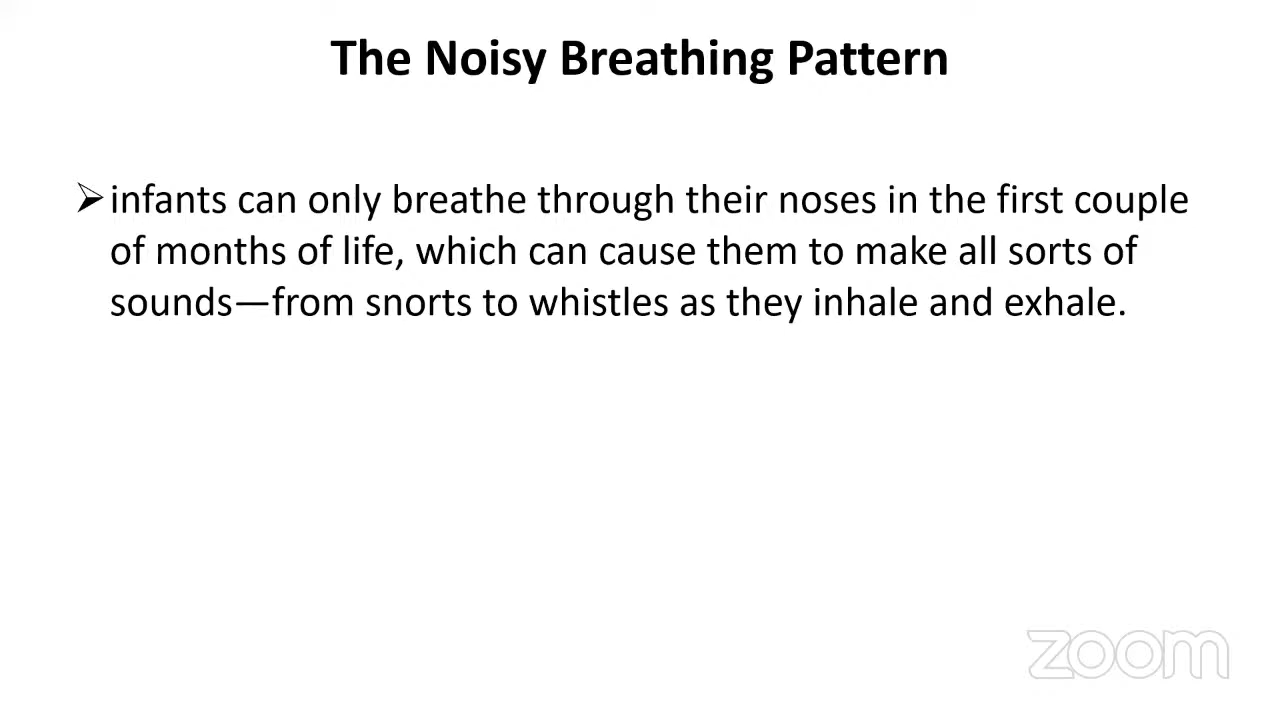 The Noisy Breathing Pattern
➢infants can only breathe through their noses in the first couple
of months of life, which can cause them to make all sorts of
sounds—from snorts to whistles as they inhale and exhale.
zoom